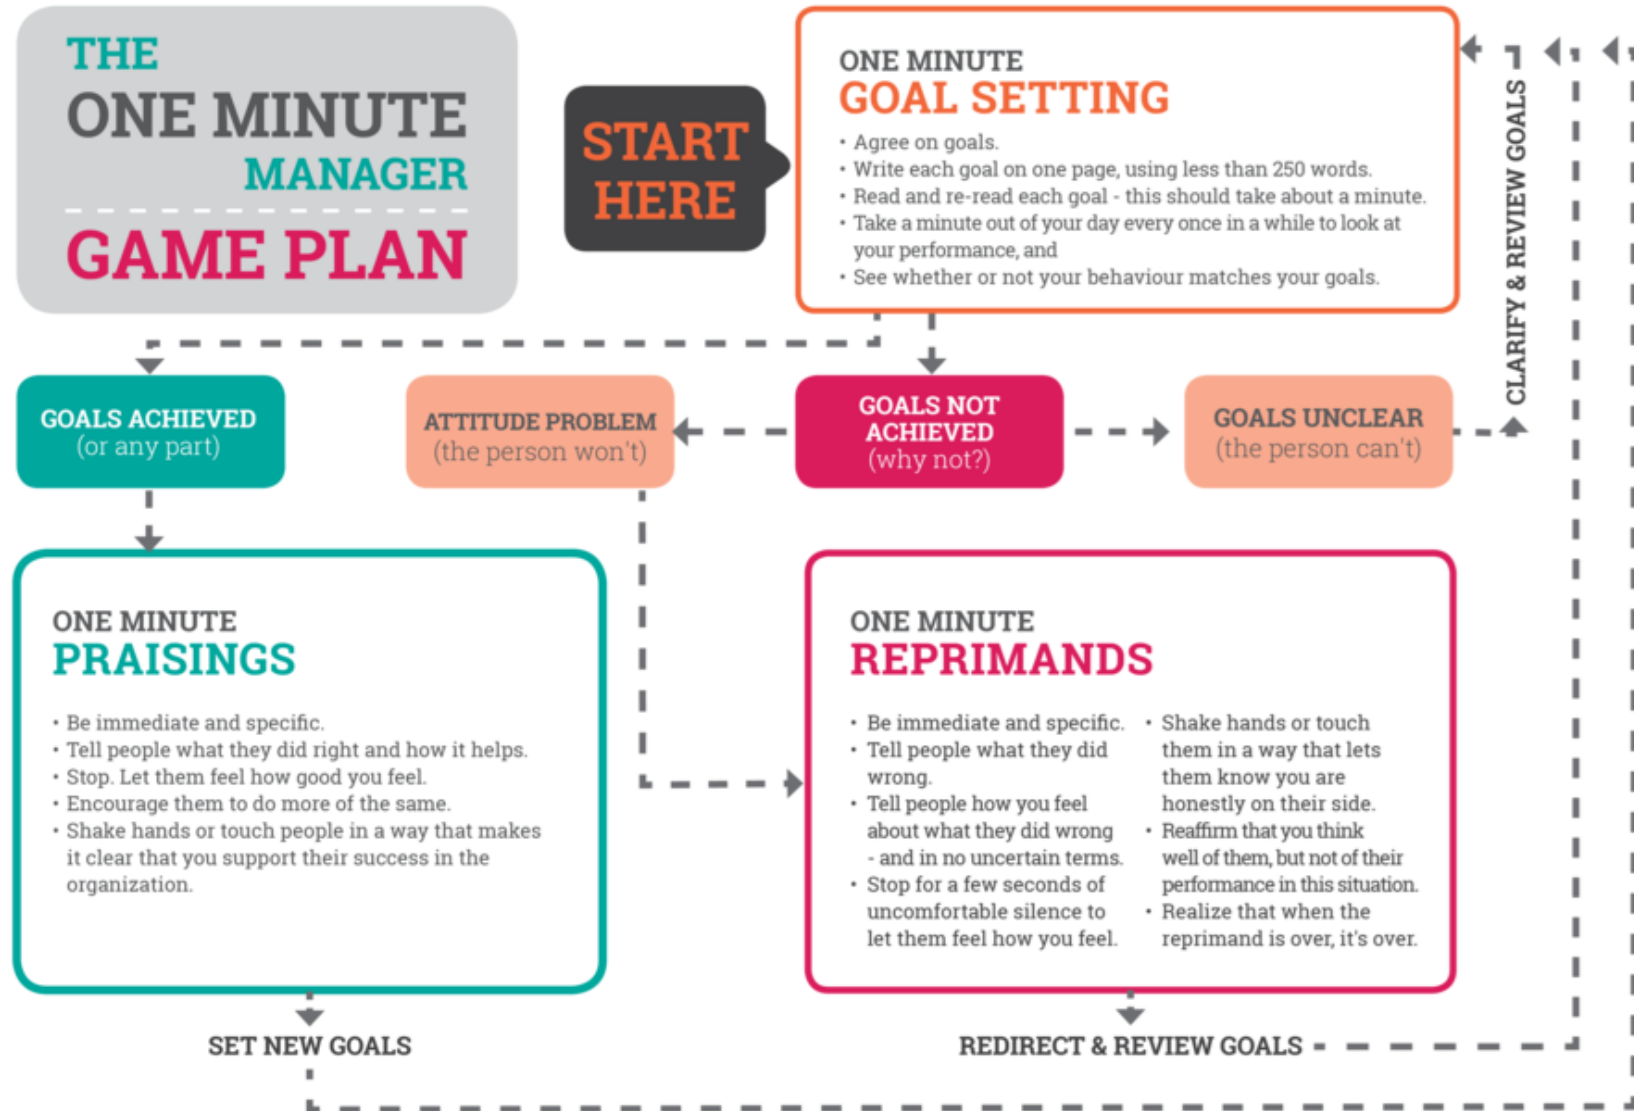 THE
ONE MINUTE
MANAGER
GAME PLAN
START
HERE
ONE MINUTE
GOAL SETTING
• Agree on goals.
• Write each goal on one page, using less than 250 words.
• Read and re-read each goal - this should take about a minute.
• Take a minute out of your day every once in a while to look at
your performance, and
• See whether or not your behaviour matches your goals.
CLARIFY & REVIEW GOALS
GOALS ACHIEVED
(or any part)
ATTITUDE PROBLEM
(the person won't)
GOALS NOT
ACHIEVED
(why not?)
GOALS UNCLEAR
(the person can't)
ONE MINUTE
PRAISINGS
• Be immediate and specific.
• Tell people what they did right and how it helps.
• Stop. Let them feel how good you feel.
• Encourage them to do more of the same.
• Shake hands or touch people in a way that makes
it clear that you support their success in the
organization.
SET NEW GOALS
ONE MINUTE
REPRIMANDS
• Be immediate and specific.
• Tell people what they did
wrong.
• Tell people how you feel
about what they did wrong
- and in no uncertain terms.
• Stop for a few seconds of
uncomfortable silence to
let them feel how you feel.
• Shake hands or touch
them in a way that lets
them know you are
honestly on their side.
• Reaffirm that you think
well of them, but not of their
performance in this situation.
• Realize that when the
reprimand is over, it's over.
REDIRECT & REVIEW GOALS